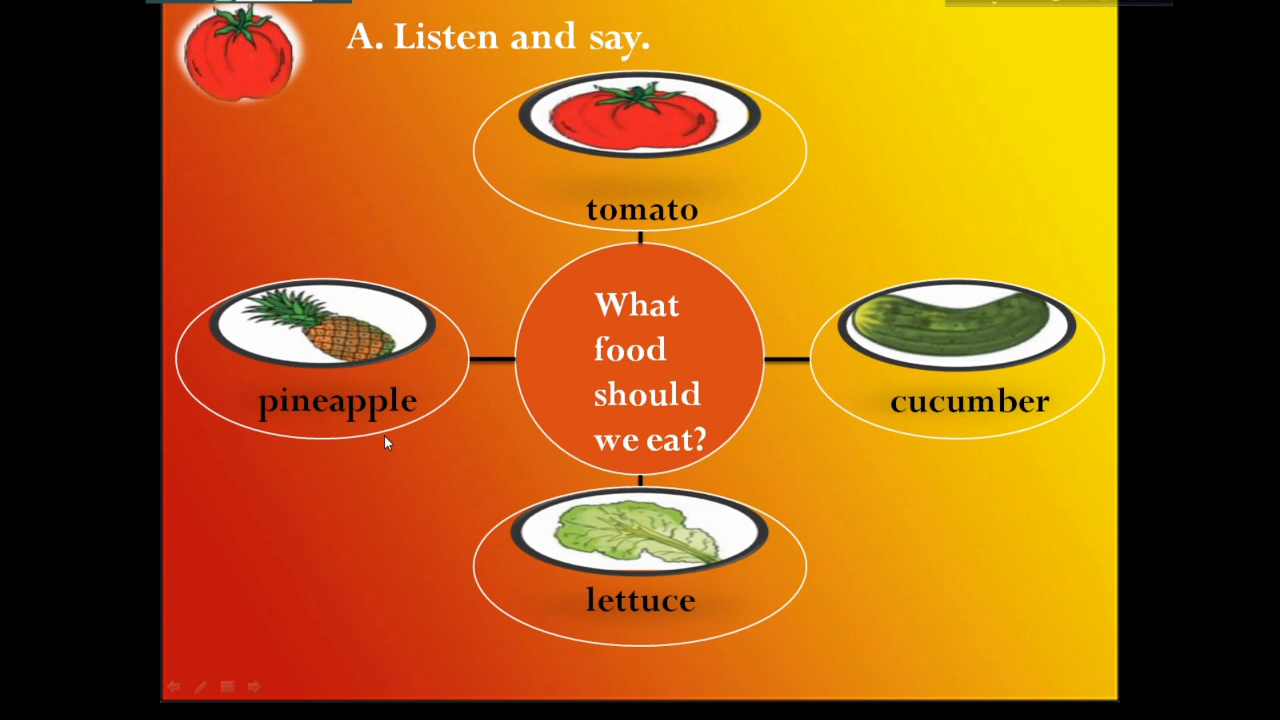 A. Listen and say.
tomato
What
food
should
we eat?
pineapple
cucumber
lettuce